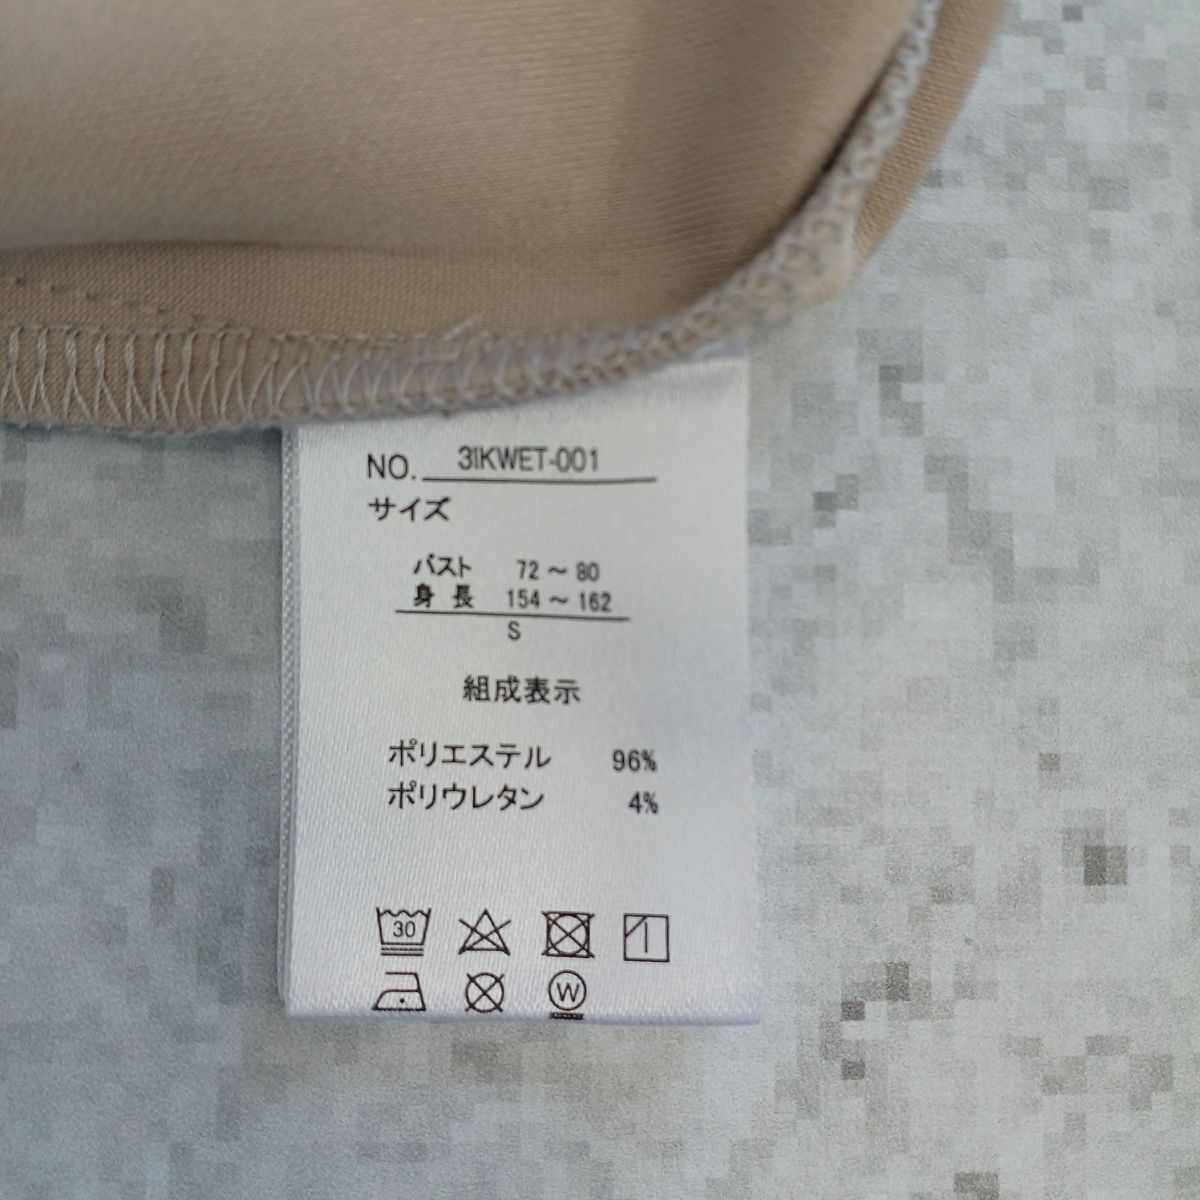 NO. 3IKWET-001
サイズ
バスト 72～80
身長 154～162
S
組成表示
ポリエステル 96%
ポリウレタン 4%
30
W